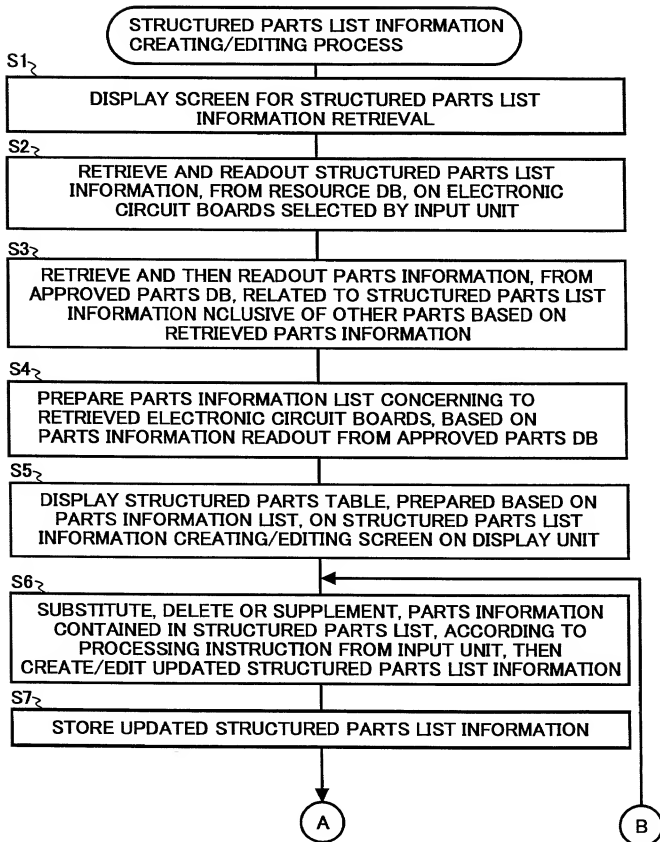 STRUCTURED PARTS LIST INFORMATION
CREATING/EDITING PROCESS
S1
DISPLAY SCREEN FOR STRUCTURED PARTS LIST
INFORMATION RETRIEVAL
S2
RETRIEVE AND READOUT STRUCTURED PARTS LIST
INFORMATION, FROM RESOURCE DB, ON ELECTRONIC
CIRCUIT BOARDS SELECTED BY INPUT UNIT
S3
RETRIEVE AND THEN READOUT PARTS INFORMATION, FROM
APPROVED PARTS DB, RELATED TO STRUCTURED PARTS LIST
INFORMATION NCLUSIVE OF OTHER PARTS BASED ON
RETRIEVED PARTS INFORMATION
S4
PREPARE PARTS INFORMATION LIST CONCERNING TO
RETRIEVED ELECTRONIC CIRCUIT BOARDS, BASED ON
PARTS INFORMATION READOUT FROM APPROVED PARTS DB
S5
DISPLAY STRUCTURED PARTS TABLE, PREPARED BASED ON
PARTS INFORMATION LIST, ON STRUCTURED PARTS LIST
INFORMATION CREATING/EDITING SCREEN ON DISPLAY UNIT
S6
SUBSTITUTE, DELETE OR SUPPLEMENT, PARTS INFORMATION
CONTAINED IN STRUCTURED PARTS LIST, ACCORDING TO
PROCESSING INSTRUCTION FROM INPUT UNIT, THEN
CREATE/EDIT UPDATED STRUCTURED PARTS LIST INFORMATION
S7
STORE UPDATED STRUCTURED PARTS LIST INFORMATION
A
B